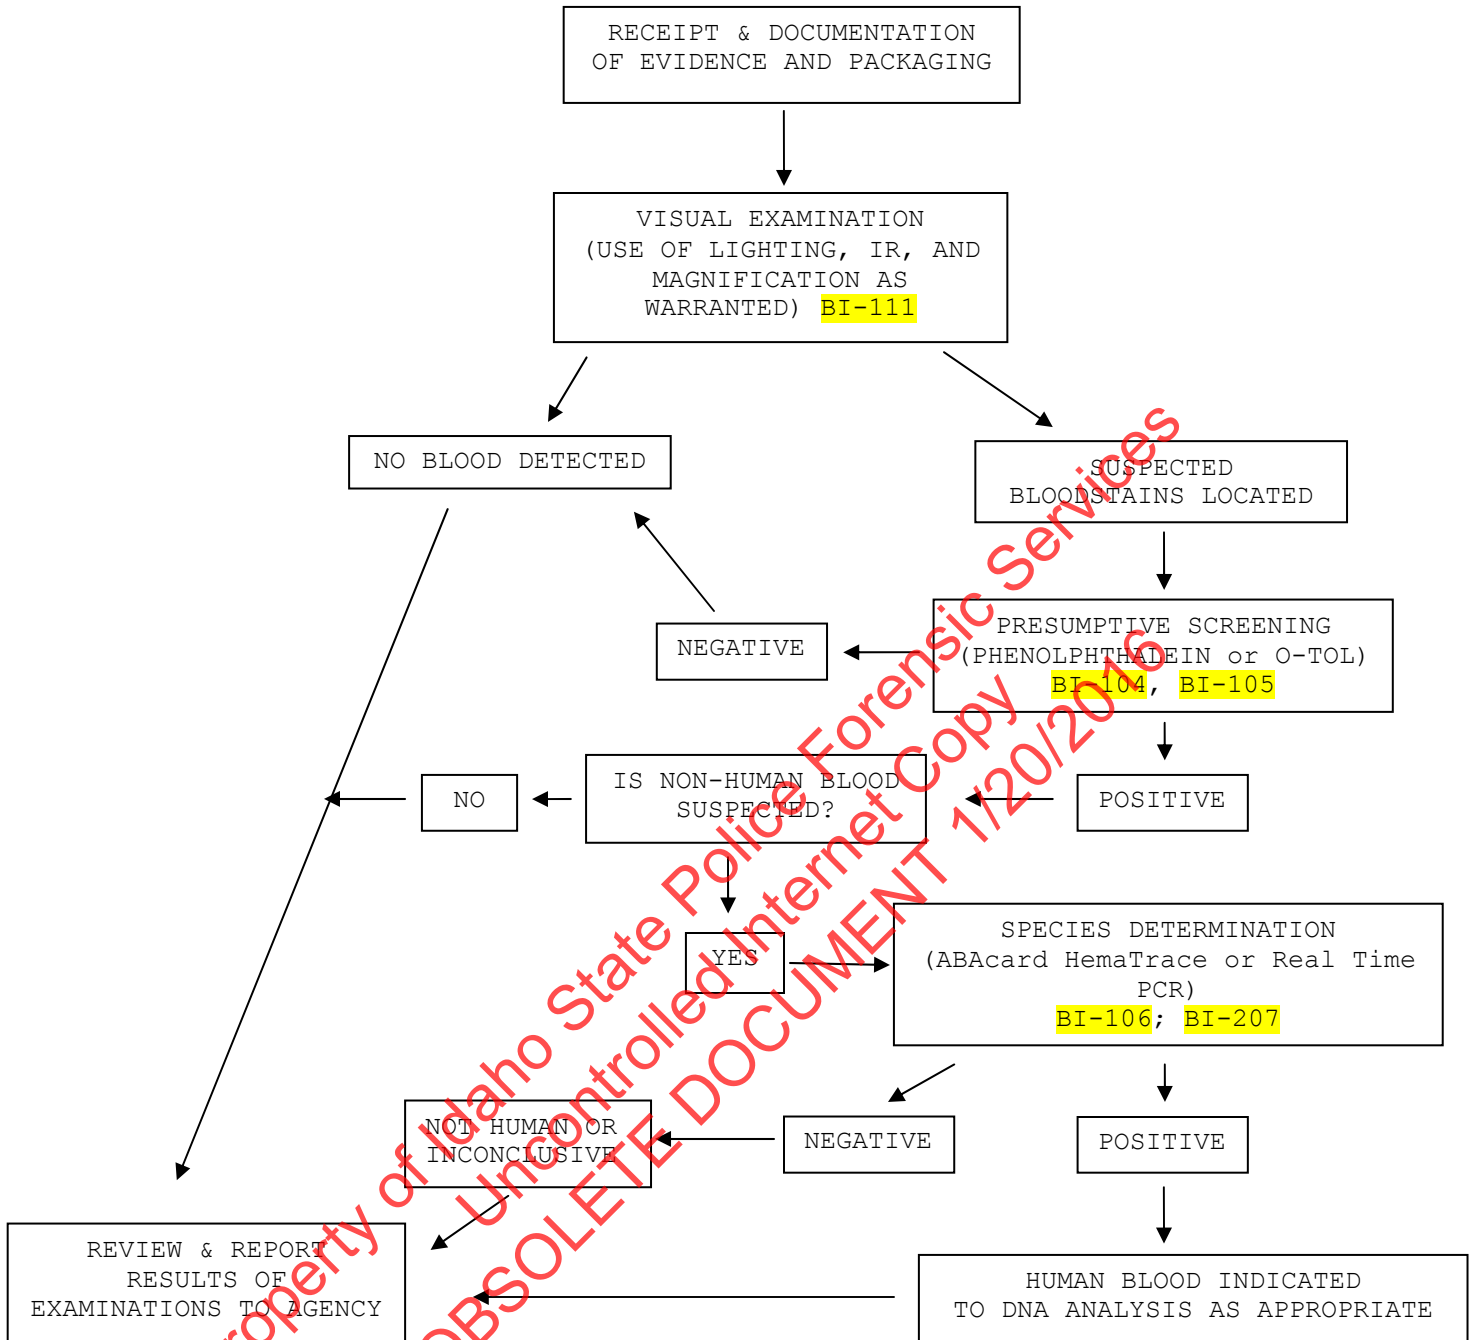 RECEIPT & DOCUMENTATION
OF EVIDENCE AND PACKAGING
VISUAL EXAMINATION
(USE OF LIGHTING, IR, AND
MAGNIFICATION AS
WARRANTED) BI-111
NO BLOOD DETECTED
SUSPECTED
BLOODSTAINS LOCATED
PRESUMPTIVE SCREENING
(PHENOLPHTHALEIN or O-TOL)
BI-104, BI-105
NEGATIVE
IS NON-HUMAN BLOOD
SUSPECTED?
NO
POSITIVE
YES
SPECIES DETERMINATION
(ABAcard HemaTrace or Real Time
PCR)
BI-106; BI-207
NOT HUMAN OR
INCONCLUSIVE
NEGATIVE
POSITIVE
REVIEW & REPORT
RESULTS OF
EXAMINATIONS TO AGENCY
HUMAN BLOOD INDICATED
TO DNA ANALYSIS AS APPROPRIATE
roperty of Idaho State Police Forensic Services
Uncontrolled Internet Copy
OBSOLETE DOCUMENT 1/20/2016